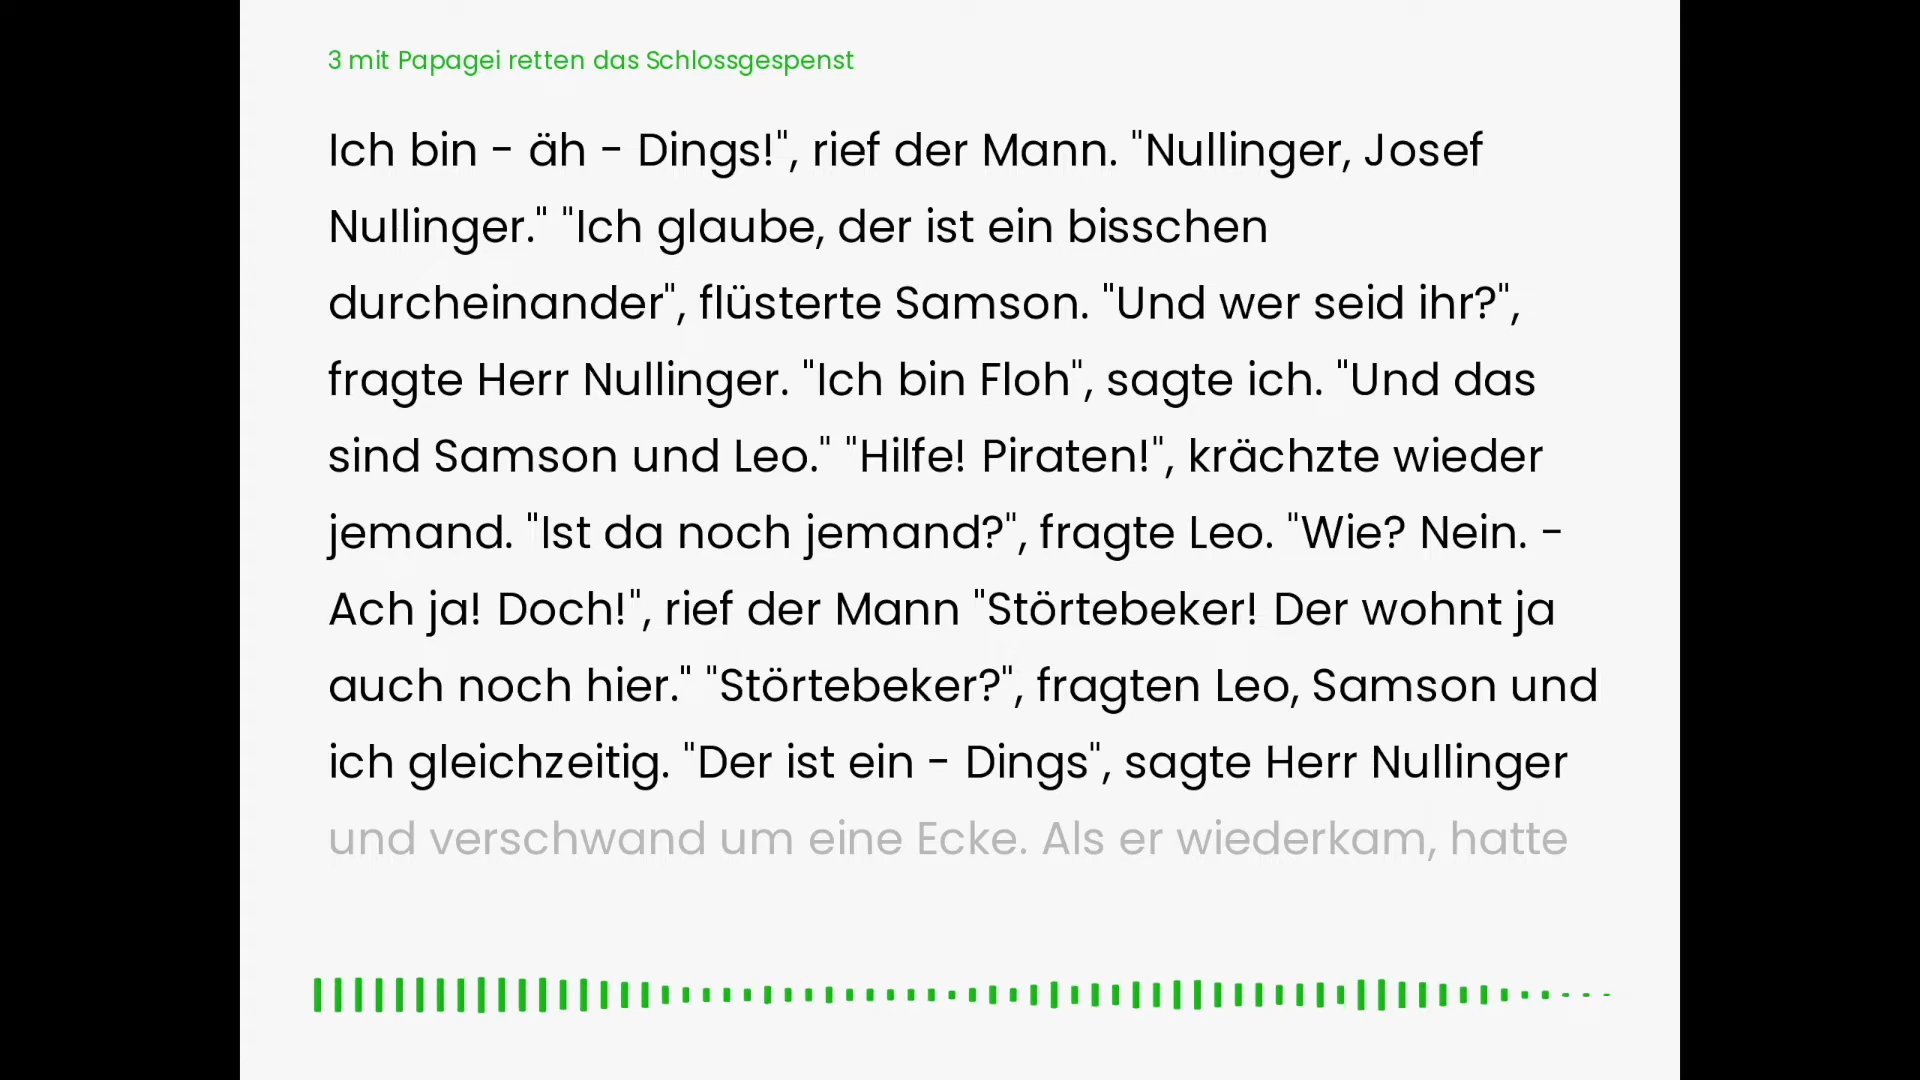 3 mit Papagei retten das Schlossgespenst
Ich bin - äh - Dings!", rief der Mann. "Nullinger, Josef
Nullinger." "Ich glaube, der ist ein bisschen
durcheinander", flüsterte Samson. "Und wer seid ihr?",
fragte Herr Nullinger. "Ich bin Floh", sagte ich. "Und das
sind Samson und Leo." "Hilfe! Piraten!", krächzte wieder
jemand. "Ist da noch jemand?", fragte Leo. "Wie? Nein. -
Ach ja! Doch!", rief der Mann "Störtebeker! Der wohnt ja
auch noch hier." "Störtebeker?", fragten Leo, Samson und
ich gleichzeitig. "Der ist ein - Dings", sagte Herr Nullinger
und verschwand um eine Ecke. Als er wiederkam, hatte